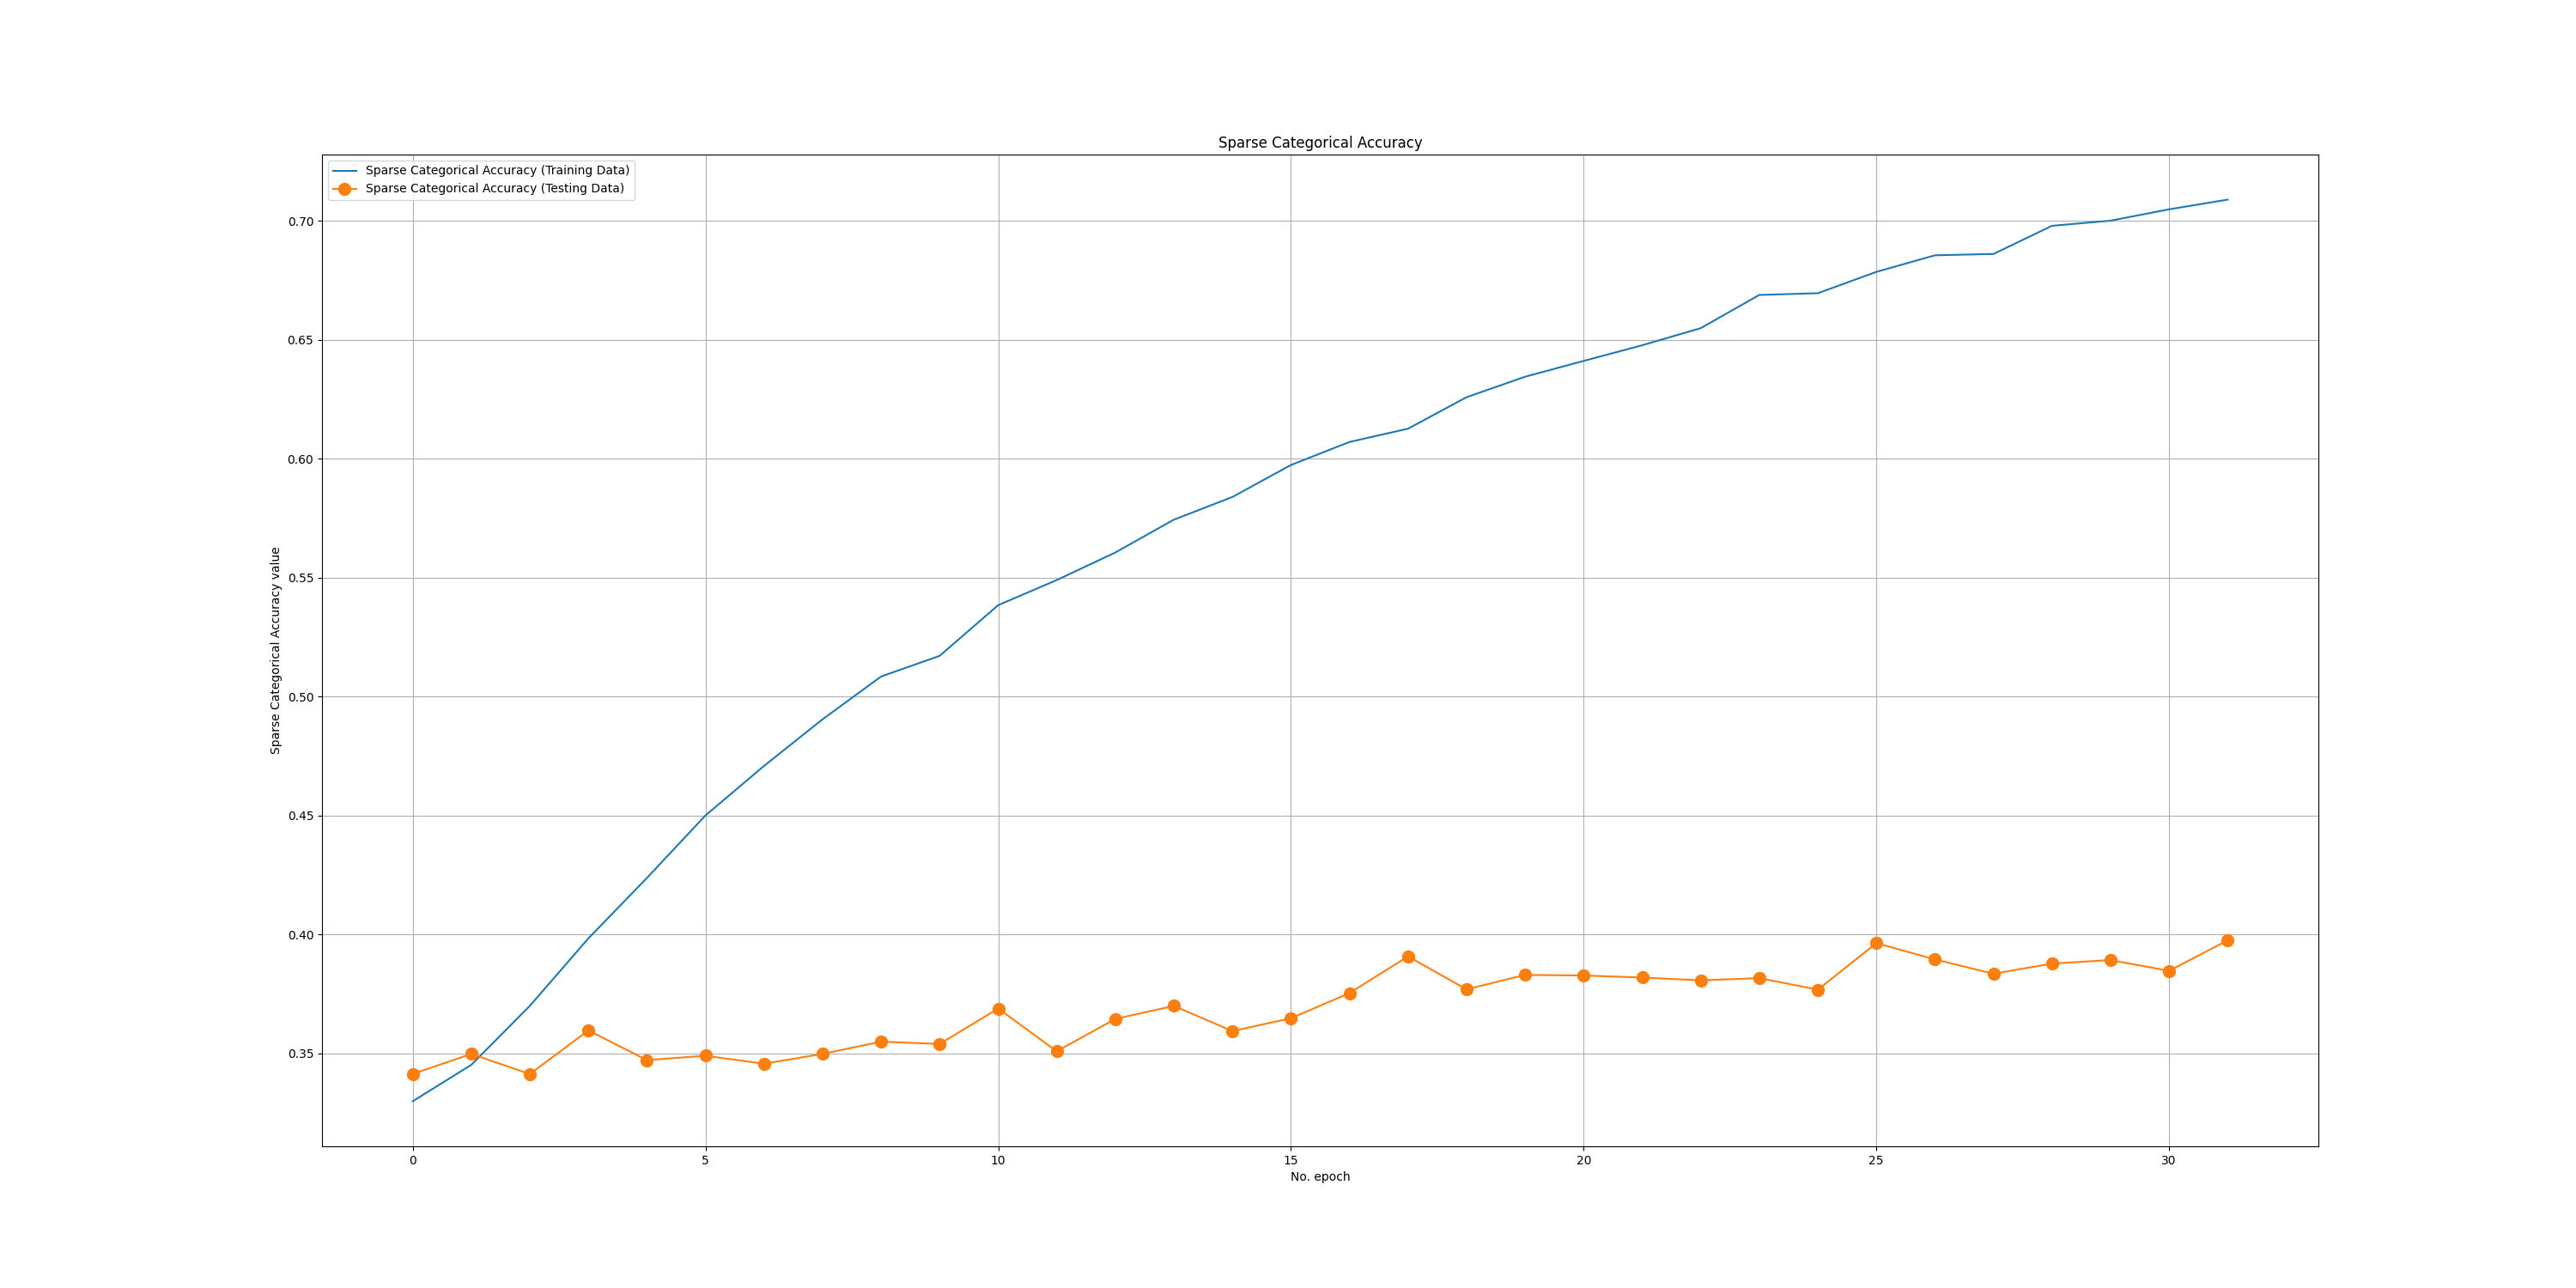 Sparse Categorical Accuracy
Sparse Categorical Accuracy (Training Data)
Sparse Categorical Accuracy (Testing Data)
Sparse Categorical Accuracy value
0.70
0.65
0.60
0.55
0.50
0.45
0.40
0.35
0 5 10 15 20 25 30
No. epoch